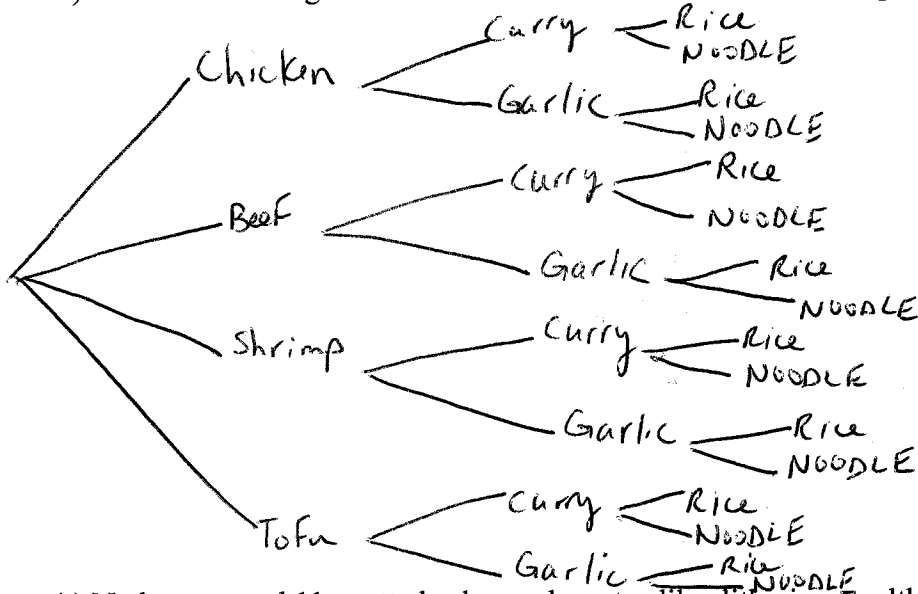 Chicken
Curry
Rice
NOODLE
Garlic
Rice
NOODLE
Beef
Curry
Rice
NOODLE
Garlic
Rice
NOODLE
Shrimp
Curry
Rice
NOODLE
Garlic
Rice
NOODLE
Tofu
Curry
Rice
NOODLE
Garlic
Rice
NOODLE